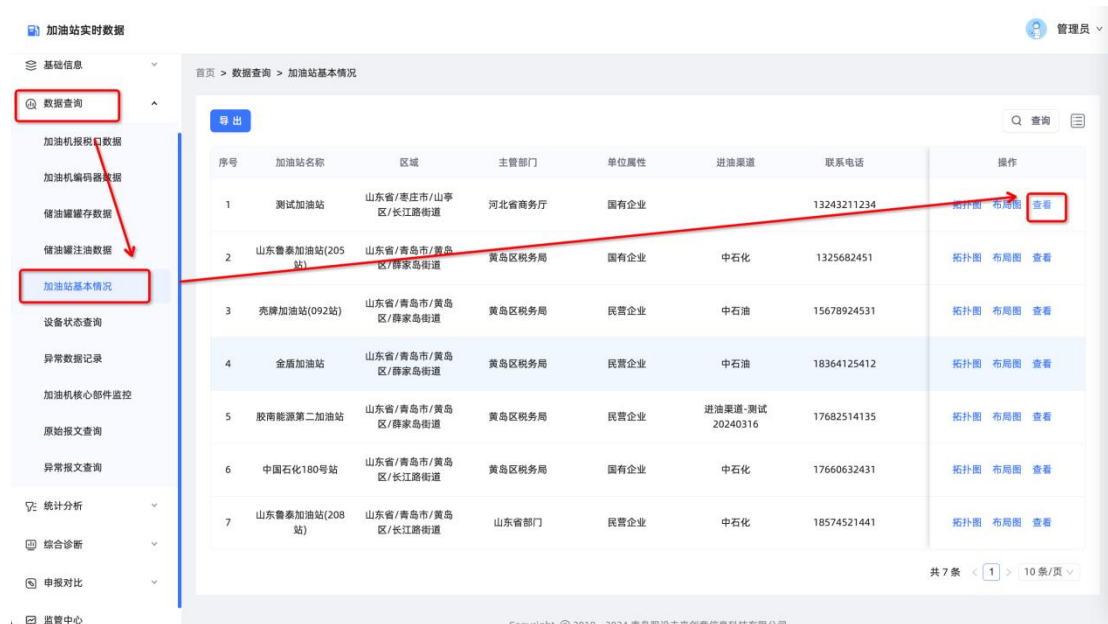 加油站实时数据
管理员
基础信息
首页 > 数据查询 > 加油站基本情况
数据查询
导出
查询
加油机报税口数据
加油机编码器数据
储油罐罐存数据
储油罐注油数据
加油站基本情况
设备状态查询
异常数据记录
加油机核心部件监控
原始报文查询
异常报文查询
统计分析
综合诊断
申报对比
监管中心
序号 加油站名称 区域 主管部门 单位属性 进油渠道 联系电话 操作
1 测试加油站 山东省/枣庄市/山亭 河北省商务厅 国有企业 13243211234 拓扑图 布局图 查看
区/长江路街道
2 山东鲁泰加油站(205 山东省/青岛市/黄岛 黄岛区税务局 国有企业 中石化 1325682451 拓扑图 布局图 查看
站) 区/薛家岛街道
3 壳牌加油站(092站) 山东省/青岛市/黄岛 黄岛区税务局 民营企业 中石油 15678924531 拓扑图 布局图 查看
区/薛家岛街道
4 金盾加油站 山东省/青岛市/黄岛 黄岛区税务局 民营企业 中石油 18364125412 拓扑图 布局图 查看
区/薛家岛街道
5 胶南能源第二加油站 山东省/青岛市/黄岛 黄岛区税务局 民营企业 进油渠道-测试 17682514135 拓扑图 布局图 查看
区/薛家岛街道 20240316
6 中国石化180号站 山东省/青岛市/黄岛 黄岛区税务局 国有企业 中石化 17660632431 拓扑图 布局图 查看
区/长江路街道
7 山东鲁泰加油站(208 山东省/青岛市/黄岛 山东省部门 民营企业 中石化 18574521441 拓扑图 布局图 查看
站) 区/长江路街道
共 7 条 < 1 > 10 条/页